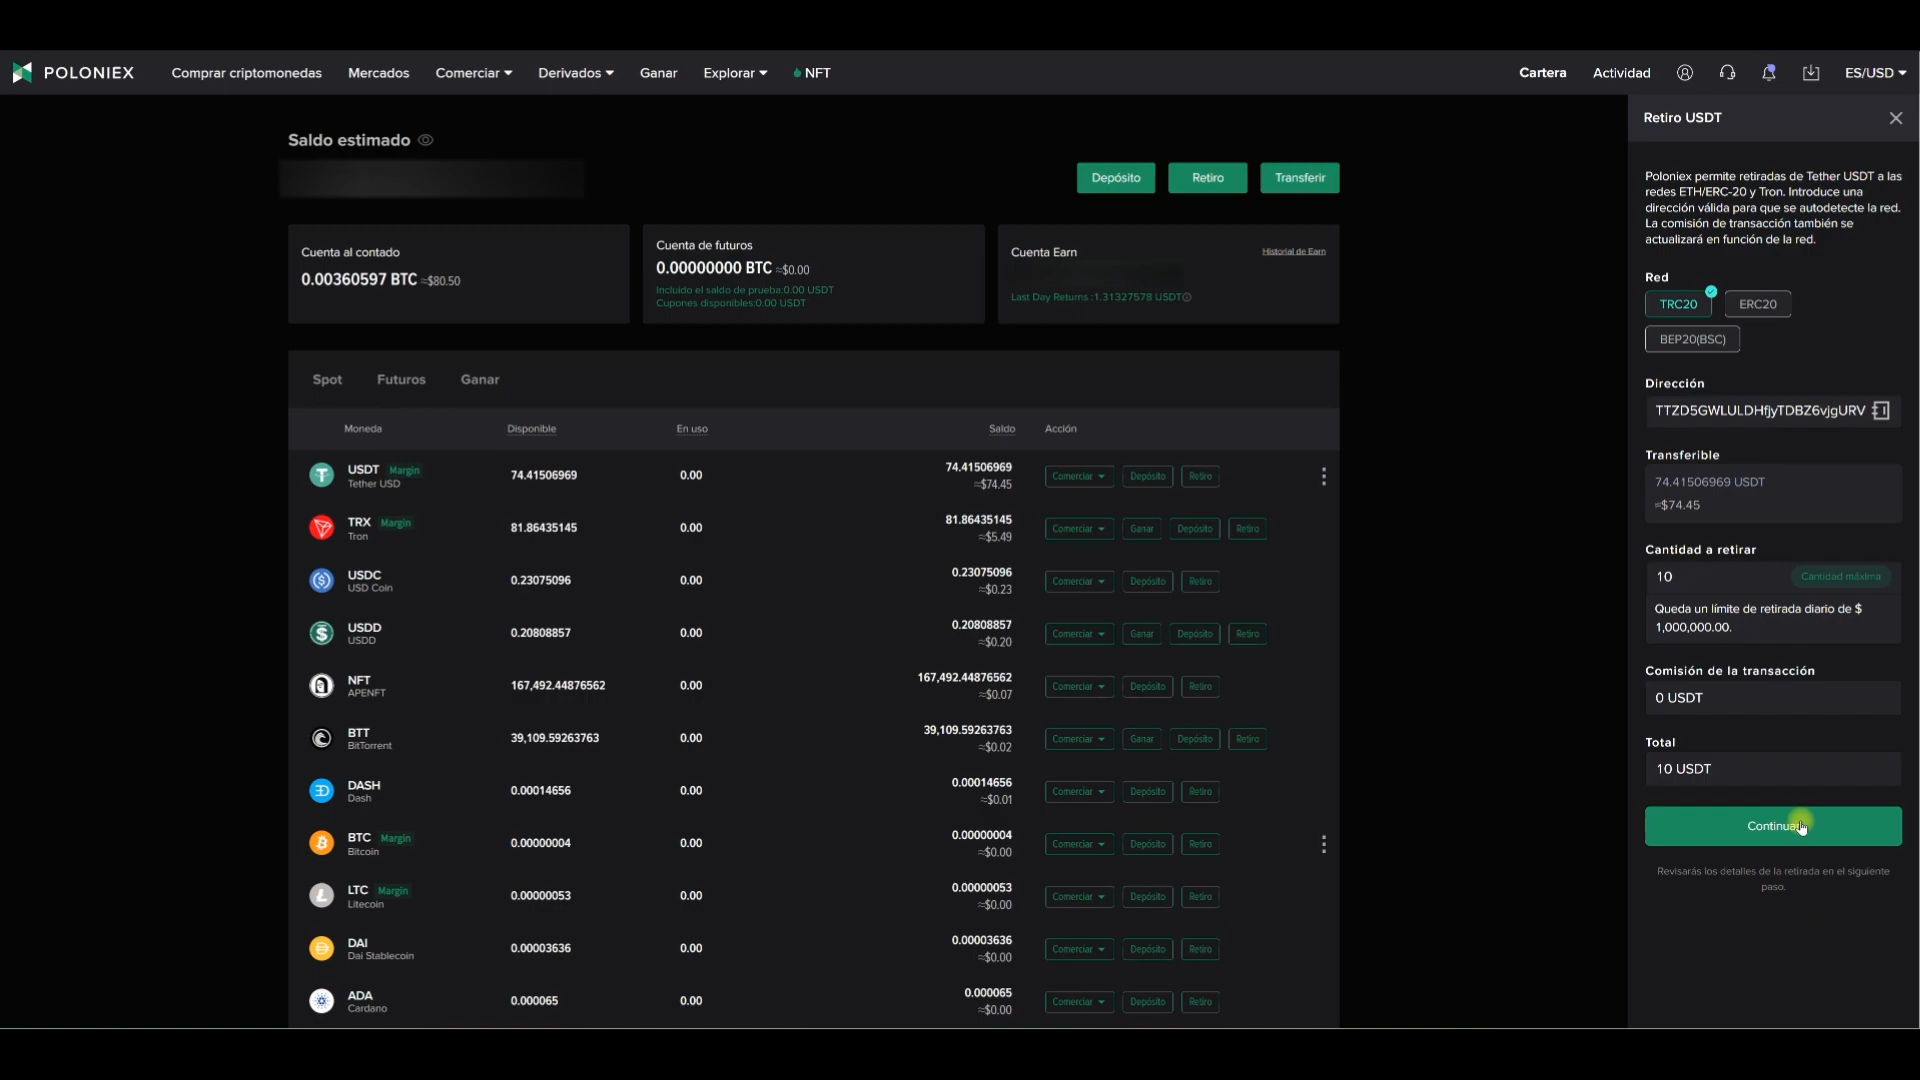 POLONIEX Comprar criptomonedas Mercados Comerciar Derivados Ganar Explorar NFT Cartera Actividad ES/USD
Saldo estimado
Depósito Retiro Transferir
Cuenta al contado
0.00360597 BTC ≈$80.50
Cuenta de futuros
0.00000000 BTC ≈$0.00
Incluido el saldo de prueba:0.00 USDT
Cupones disponibles:0.00 USDT
Cuenta Earn Historial de Earn
Last Day Returns :1.31327578 USDT
Spot Futuros Ganar
Moneda Disponible En uso Saldo Acción
USDT Margin 74.41506969 0.00 74.41506969 Comerciar Depósito Retiro
Tether USD ≈$74.45
TRX Margin 81.86435145 0.00 81.86435145 Comerciar Ganar Depósito Retiro
Tron ≈$5.49
USDC 0.23075096 0.00 0.23075096 Comerciar Depósito Retiro
USD Coin ≈$0.23
USDD 0.20808857 0.00 0.20808857 Comerciar Ganar Depósito Retiro
USDD ≈$0.20
NFT 167,492.44876562 0.00 167,492.44876562 Comerciar Depósito Retiro
APENFT ≈$0.07
BTT 39,109.59263763 0.00 39,109.59263763 Comerciar Ganar Depósito Retiro
BitTorrent ≈$0.02
DASH 0.00014656 0.00 0.00014656 Comerciar Depósito Retiro
Dash ≈$0.01
BTC Margin 0.00000004 0.00 0.00000004 Comerciar Depósito Retiro
Bitcoin ≈$0.00
LTC Margin 0.00000053 0.00 0.00000053 Comerciar Depósito Retiro
Litecoin ≈$0.00
DAI 0.00003636 0.00 0.00003636 Comerciar Depósito Retiro
Dai Stablecoin ≈$0.00
ADA 0.000065 0.00 0.000065 Comerciar Depósito Retiro
Cardano ≈$0.00
Retiro USDT
Poloniex permite retiradas de Tether USDT a las
redes ETH/ERC-20 y Tron. Introduce una
dirección válida para que se autodetecte la red.
La comisión de transacción también se
actualizará en función de la red.
Red
TRC20 ERC20
BEP20(BSC)
Dirección
TTZD5GWLULDHfjyTDBZ6vjgURV
Transferible
74.41506969 USDT
≈$74.45
Cantidad a retirar
10 Cantidad máxima
Queda un límite de retirada diario de $
1,000,000.00.
Comisión de la transacción
0 USDT
Total
10 USDT
Continua
Revisarás los detalles de la retirada en el siguiente
paso.